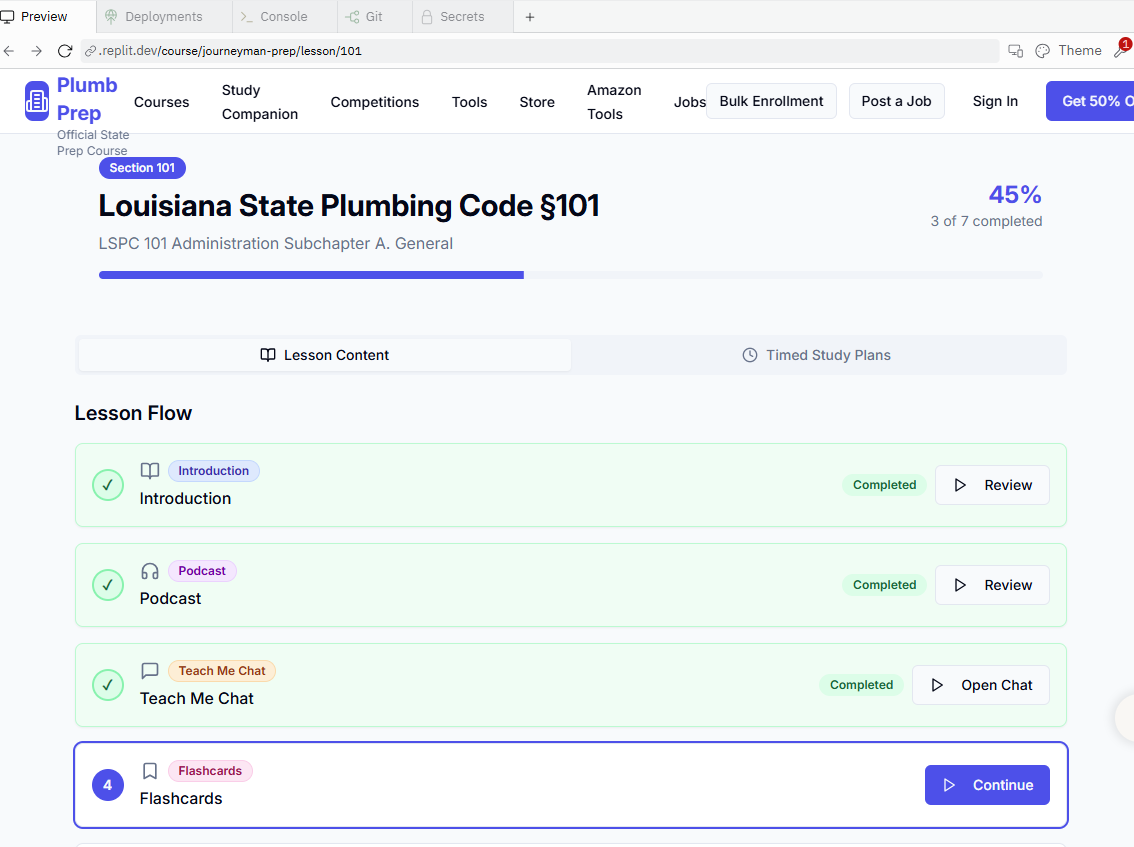 Preview
Deployments
Console
Git
Secrets
.replit.dev/course/journeyman-prep/lesson/101
Theme
1
Plumb
Prep
Official State
Prep Course
Courses
Study
Companion
Competitions
Tools
Store
Amazon
Tools
Jobs
Bulk Enrollment
Post a Job
Sign In
Get 50% O
Section 101
Louisiana State Plumbing Code §101
LSPC 101 Administration Subchapter A. General
45%
3 of 7 completed
Lesson Content
Timed Study Plans
Lesson Flow
Introduction
Introduction
Completed
Review
Podcast
Podcast
Completed
Review
Teach Me Chat
Teach Me Chat
Completed
Open Chat
4
Flashcards
Flashcards
Continue